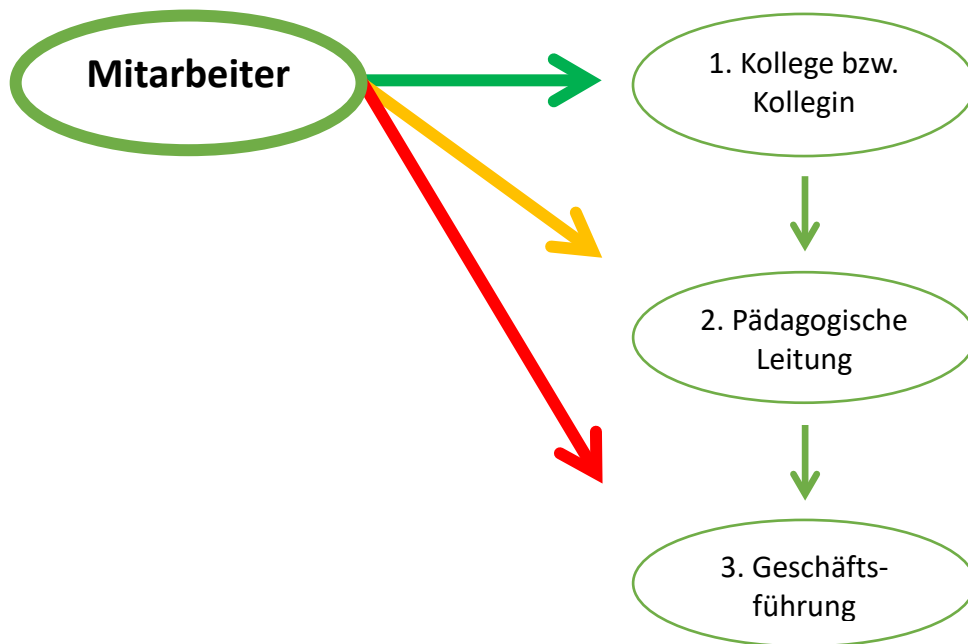 Mitarbeiter
1. Kollege bzw.
Kollegin
2. Pädagogische
Leitung
3. Geschäfts-
führung